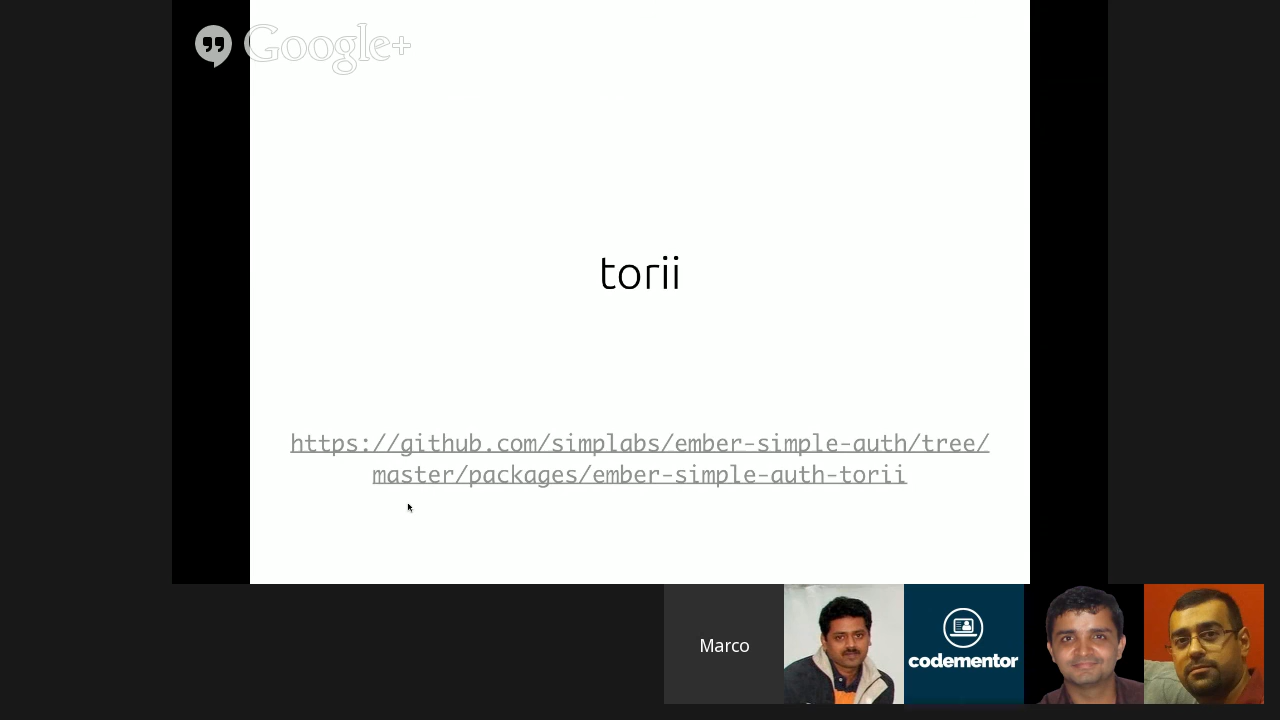 Google+
torii
https://github.com/simplabs/ember-simple-auth/tree/
master/packages/ember-simple-auth-torii
Marco
codementor